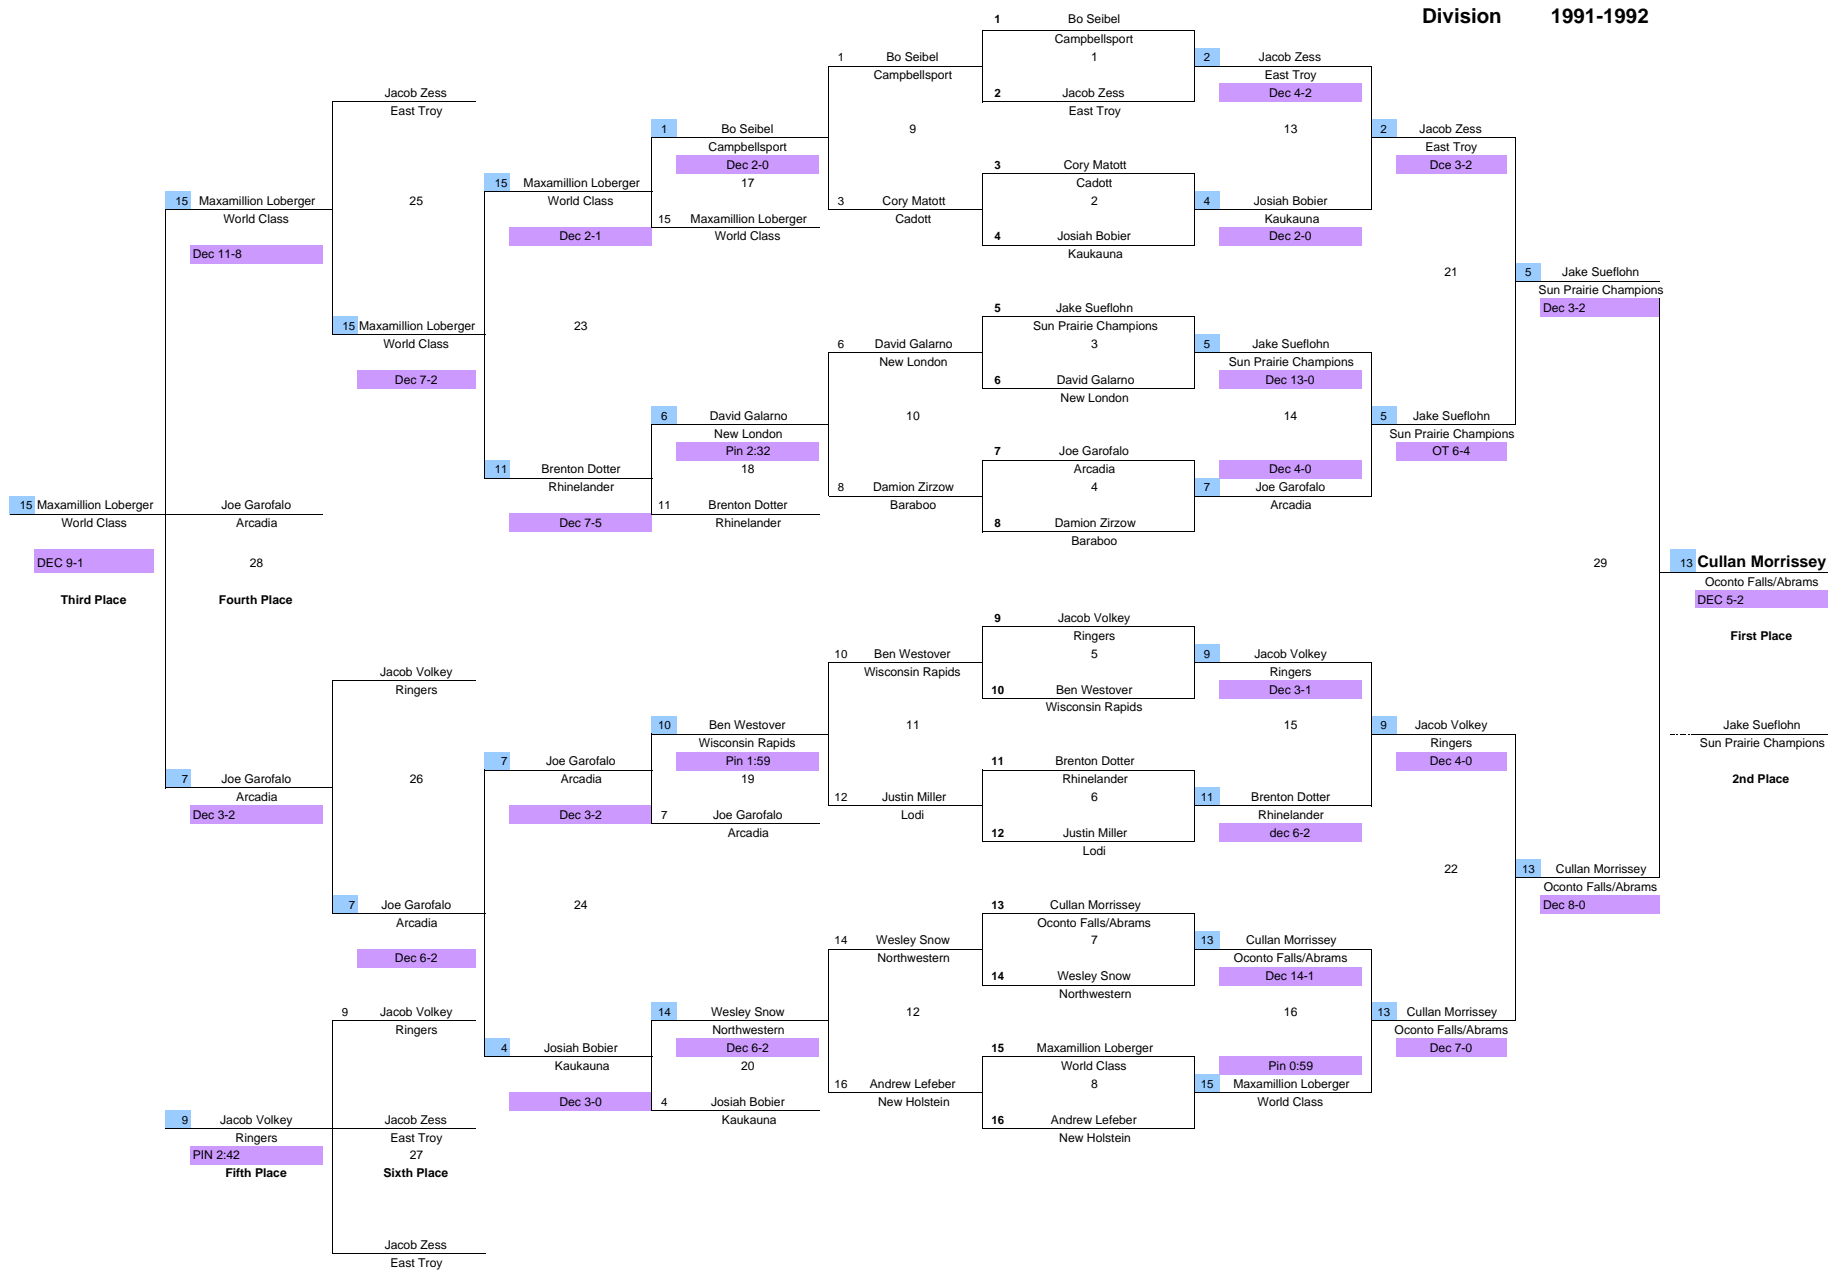 Division 1991-1992
1 Bo Seibel
Campbellsport
1 Bo Seibel 1 2 Jacob Zess
Campbellsport East Troy
Jacob Zess 2 Jacob Zess Dec 4-2
East Troy East Troy
1 Bo Seibel 9 13 2 Jacob Zess
Campbellsport East Troy
Dec 2-0 3 Cory Matott Dce 3-2
15 Maxamillion Loberger 17 Cadott
15 Maxamillion Loberger 25 World Class 3 Cory Matott 2 4 Josiah Bobier
World Class 15 Maxamillion Loberger Cadott Kaukauna
Dec 2-1 World Class 4 Josiah Bobier Dec 2-0
Dec 11-8 Kaukauna
21 5 Jake Sueflohn
Sun Prairie Champions
5 Jake Sueflohn Dec 3-2
15 Maxamillion Loberger 23 Sun Prairie Champions
World Class 6 David Galarno 3 5 Jake Sueflohn
New London Sun Prairie Champions
Dec 7-2 6 David Galarno Dec 13-0
New London
6 David Galarno 10 14 5 Jake Sueflohn
New London Sun Prairie Champions
Pin 2:32 7 Joe Garofalo OT 6-4
11 Brenton Dotter 18 Arcadia Dec 4-0
Rhinelander 8 Damion Zirzow 4 7 Joe Garofalo
15 Maxamillion Loberger Joe Garofalo 11 Brenton Dotter Baraboo Arcadia
World Class Arcadia Dec 7-5 Rhinelander 8 Damion Zirzow
Baraboo
DEC 9-1 28 29 13 Cullan Morrissey
Oconto Falls/Abrams
Third Place Fourth Place DEC 5-2
9 Jacob Volkey
Ringers First Place
10 Ben Westover 5 9 Jacob Volkey
Jacob Volkey Wisconsin Rapids Ringers
Ringers 10 Ben Westover Dec 3-1
Wisconsin Rapids
10 Ben Westover 11 15 9 Jacob Volkey Jake Sueflohn
Wisconsin Rapids Ringers Sun Prairie Champions
7 Joe Garofalo Pin 1:59 11 Brenton Dotter Dec 4-0
7 Joe Garofalo 26 Arcadia 19 Rhinelander 2nd Place
Arcadia 12 Justin Miller 6 11 Brenton Dotter
Dec 3-2 Dec 3-2 7 Joe Garofalo Lodi Rhinelander
Arcadia 12 Justin Miller dec 6-2
Lodi
22 13 Cullan Morrissey
Oconto Falls/Abrams
7 Joe Garofalo 24 13 Cullan Morrissey Dec 8-0
Arcadia Oconto Falls/Abrams
14 Wesley Snow 7 13 Cullan Morrissey
Dec 6-2 Northwestern Oconto Falls/Abrams
14 Wesley Snow Dec 14-1
Northwestern
9 Jacob Volkey 14 Wesley Snow 12 16 13 Cullan Morrissey
Ringers Northwestern Oconto Falls/Abrams
4 Josiah Bobier Dec 6-2 15 Maxamillion Loberger Dec 7-0
Kaukauna 20 World Class Pin 0:59
16 Andrew Lefeber 8 15 Maxamillion Loberger
Dec 3-0 4 Josiah Bobier New Holstein World Class
9 Jacob Volkey Jacob Zess Kaukauna 16 Andrew Lefeber
Ringers East Troy New Holstein
PIN 2:42 27
Fifth Place Sixth Place
Jacob Zess
East Troy